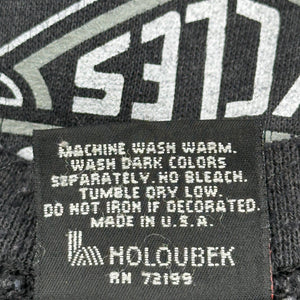 CLES
MACHINE WASH WARM.
WASH DARK COLORS
SEPARATELY. NO BLEACH.
TUMBLE DRY LOW.
DO NOT IRON IF DECORATED.
MADE IN U.S.A.
HOLOUBEK
RN 72199